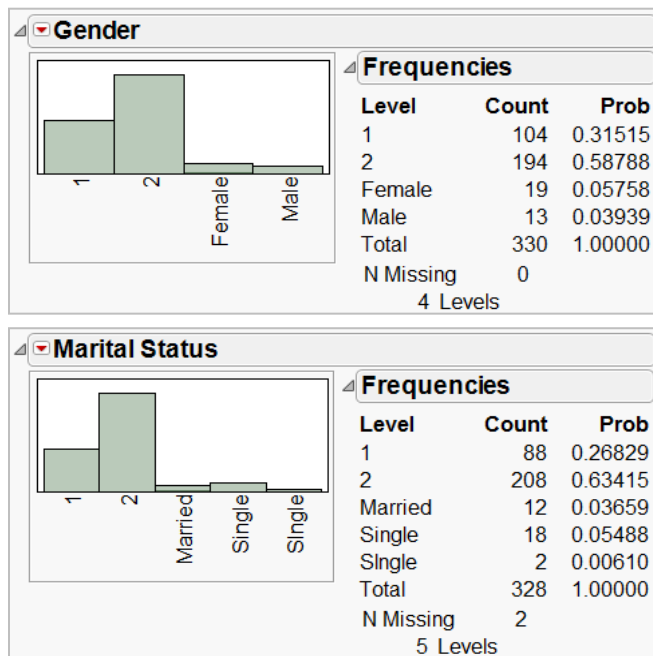 Gender
Frequencies
Level Count Prob
1 104 0.31515
2 194 0.58788
Female 19 0.05758
Male 13 0.03939
Total 330 1.00000
N Missing 0
4 Levels
1 2 Female Male
Marital Status
Frequencies
Level Count Prob
1 88 0.26829
2 208 0.63415
Married 12 0.03659
Single 18 0.05488
SIngle 2 0.00610
Total 328 1.00000
N Missing 2
5 Levels
1 2 Married Single SIngle